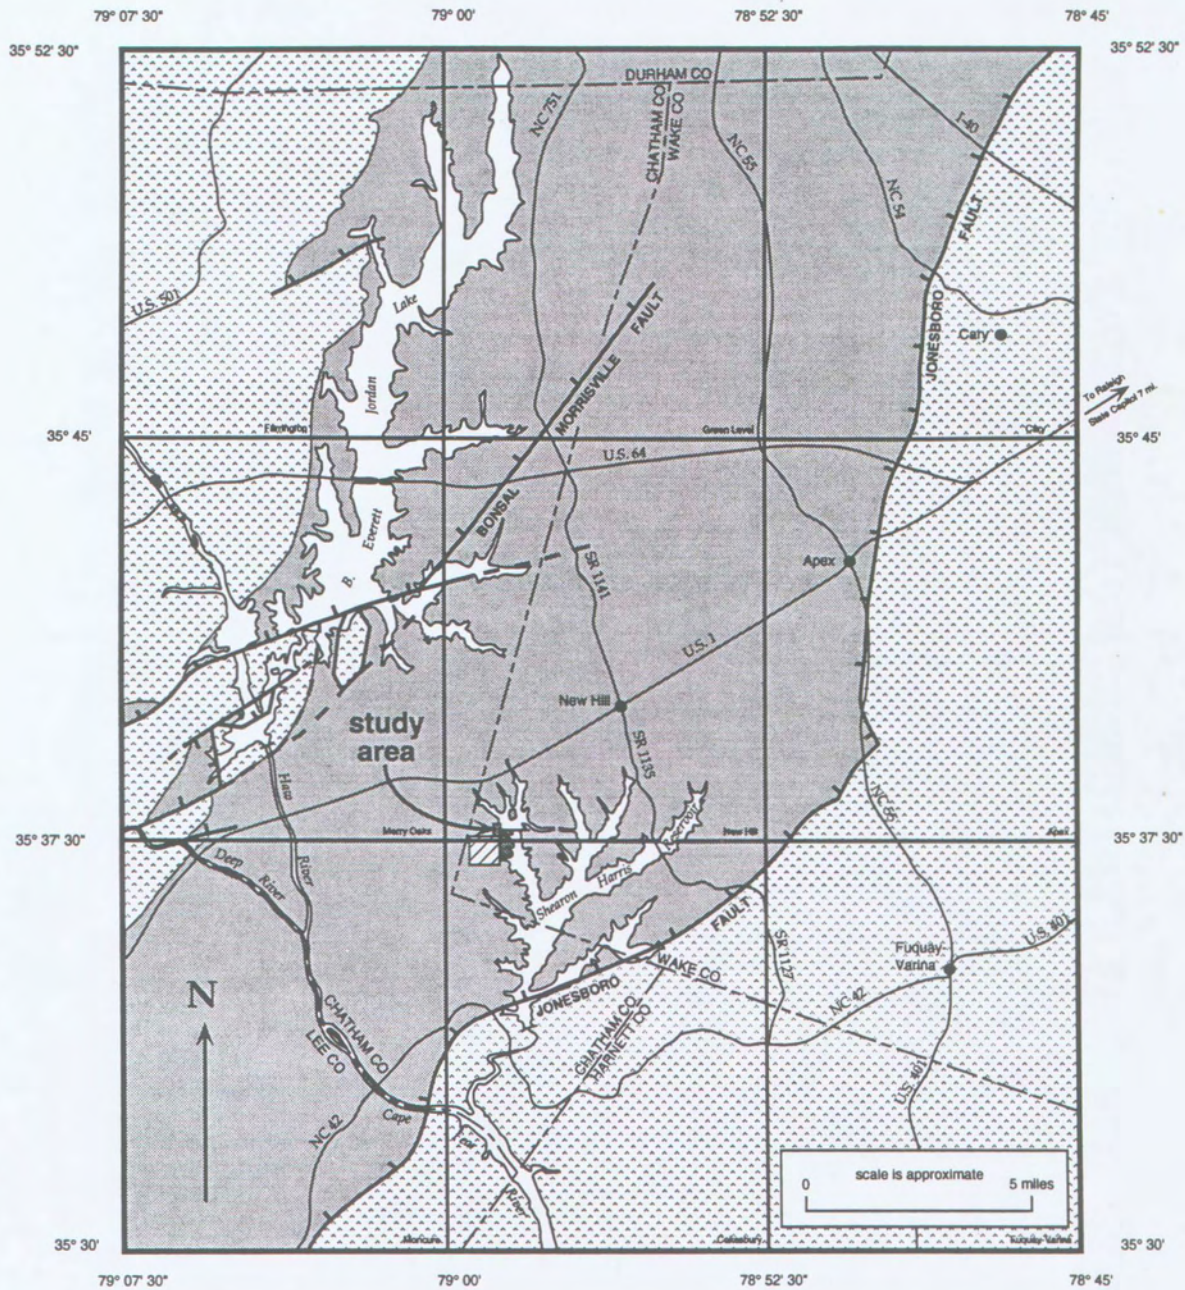 79° 07' 30"
79° 00'
78° 52' 30"
78° 45'
35° 52' 30"
35° 52' 30"
DURHAM CO
CHATHAM CO
WAKE CO
NC 751
NC 55
NC 54
I-40
FAULT
U.S. 501
Lake
Jordan
FAULT
MORRISVILLE
JONESBORO
Cary
To Raleigh
State Capitol 7 mi.
35° 45'
Farrington
Green Level
Cary
35° 45'
U.S. 64
BONSAL
Everett
B.
SR 1141
Apex
U.S. 1
New Hill
study
area
SR 1135
Haw
River
NC 55
Reservoir
35° 37' 30"
Merry Oaks
New Hill
Apex
35° 37' 30"
Deep
River
Harris
Shearon
FAULT
SR 1127
U.S. 401
Fuquay-
Varina
WAKE CO
JONESBORO
NC 42
N
CHATHAM CO
LEE CO
CHATHAM CO
HARNETT CO
U.S. 401
NC 42
Cape
Fear
River
scale is approximate
0
5 miles
35° 30'
Moncure
Cokesbury
Fuquay-Varina
35° 30'
79° 07' 30"
79° 00'
78° 52' 30"
78° 45'